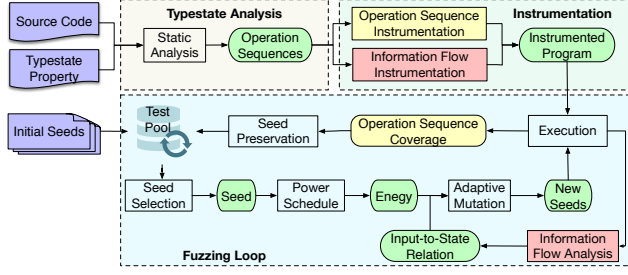 Source Code
Typestate
Property
Typestate Analysis
Static
Analysis
Operation
Sequences
Instrumentation
Operation Sequence
Instrumentation
Information Flow
Instrumentation
Instrumented
Program
Initial Seeds
Test
Pool
Seed
Preservation
Operation Sequence
Coverage
Execution
Seed
Selection
Seed
Power
Schedule
Enegy
Adaptive
Mutation
New
Seeds
Input-to-State
Relation
Information
Flow Analysis
Fuzzing Loop